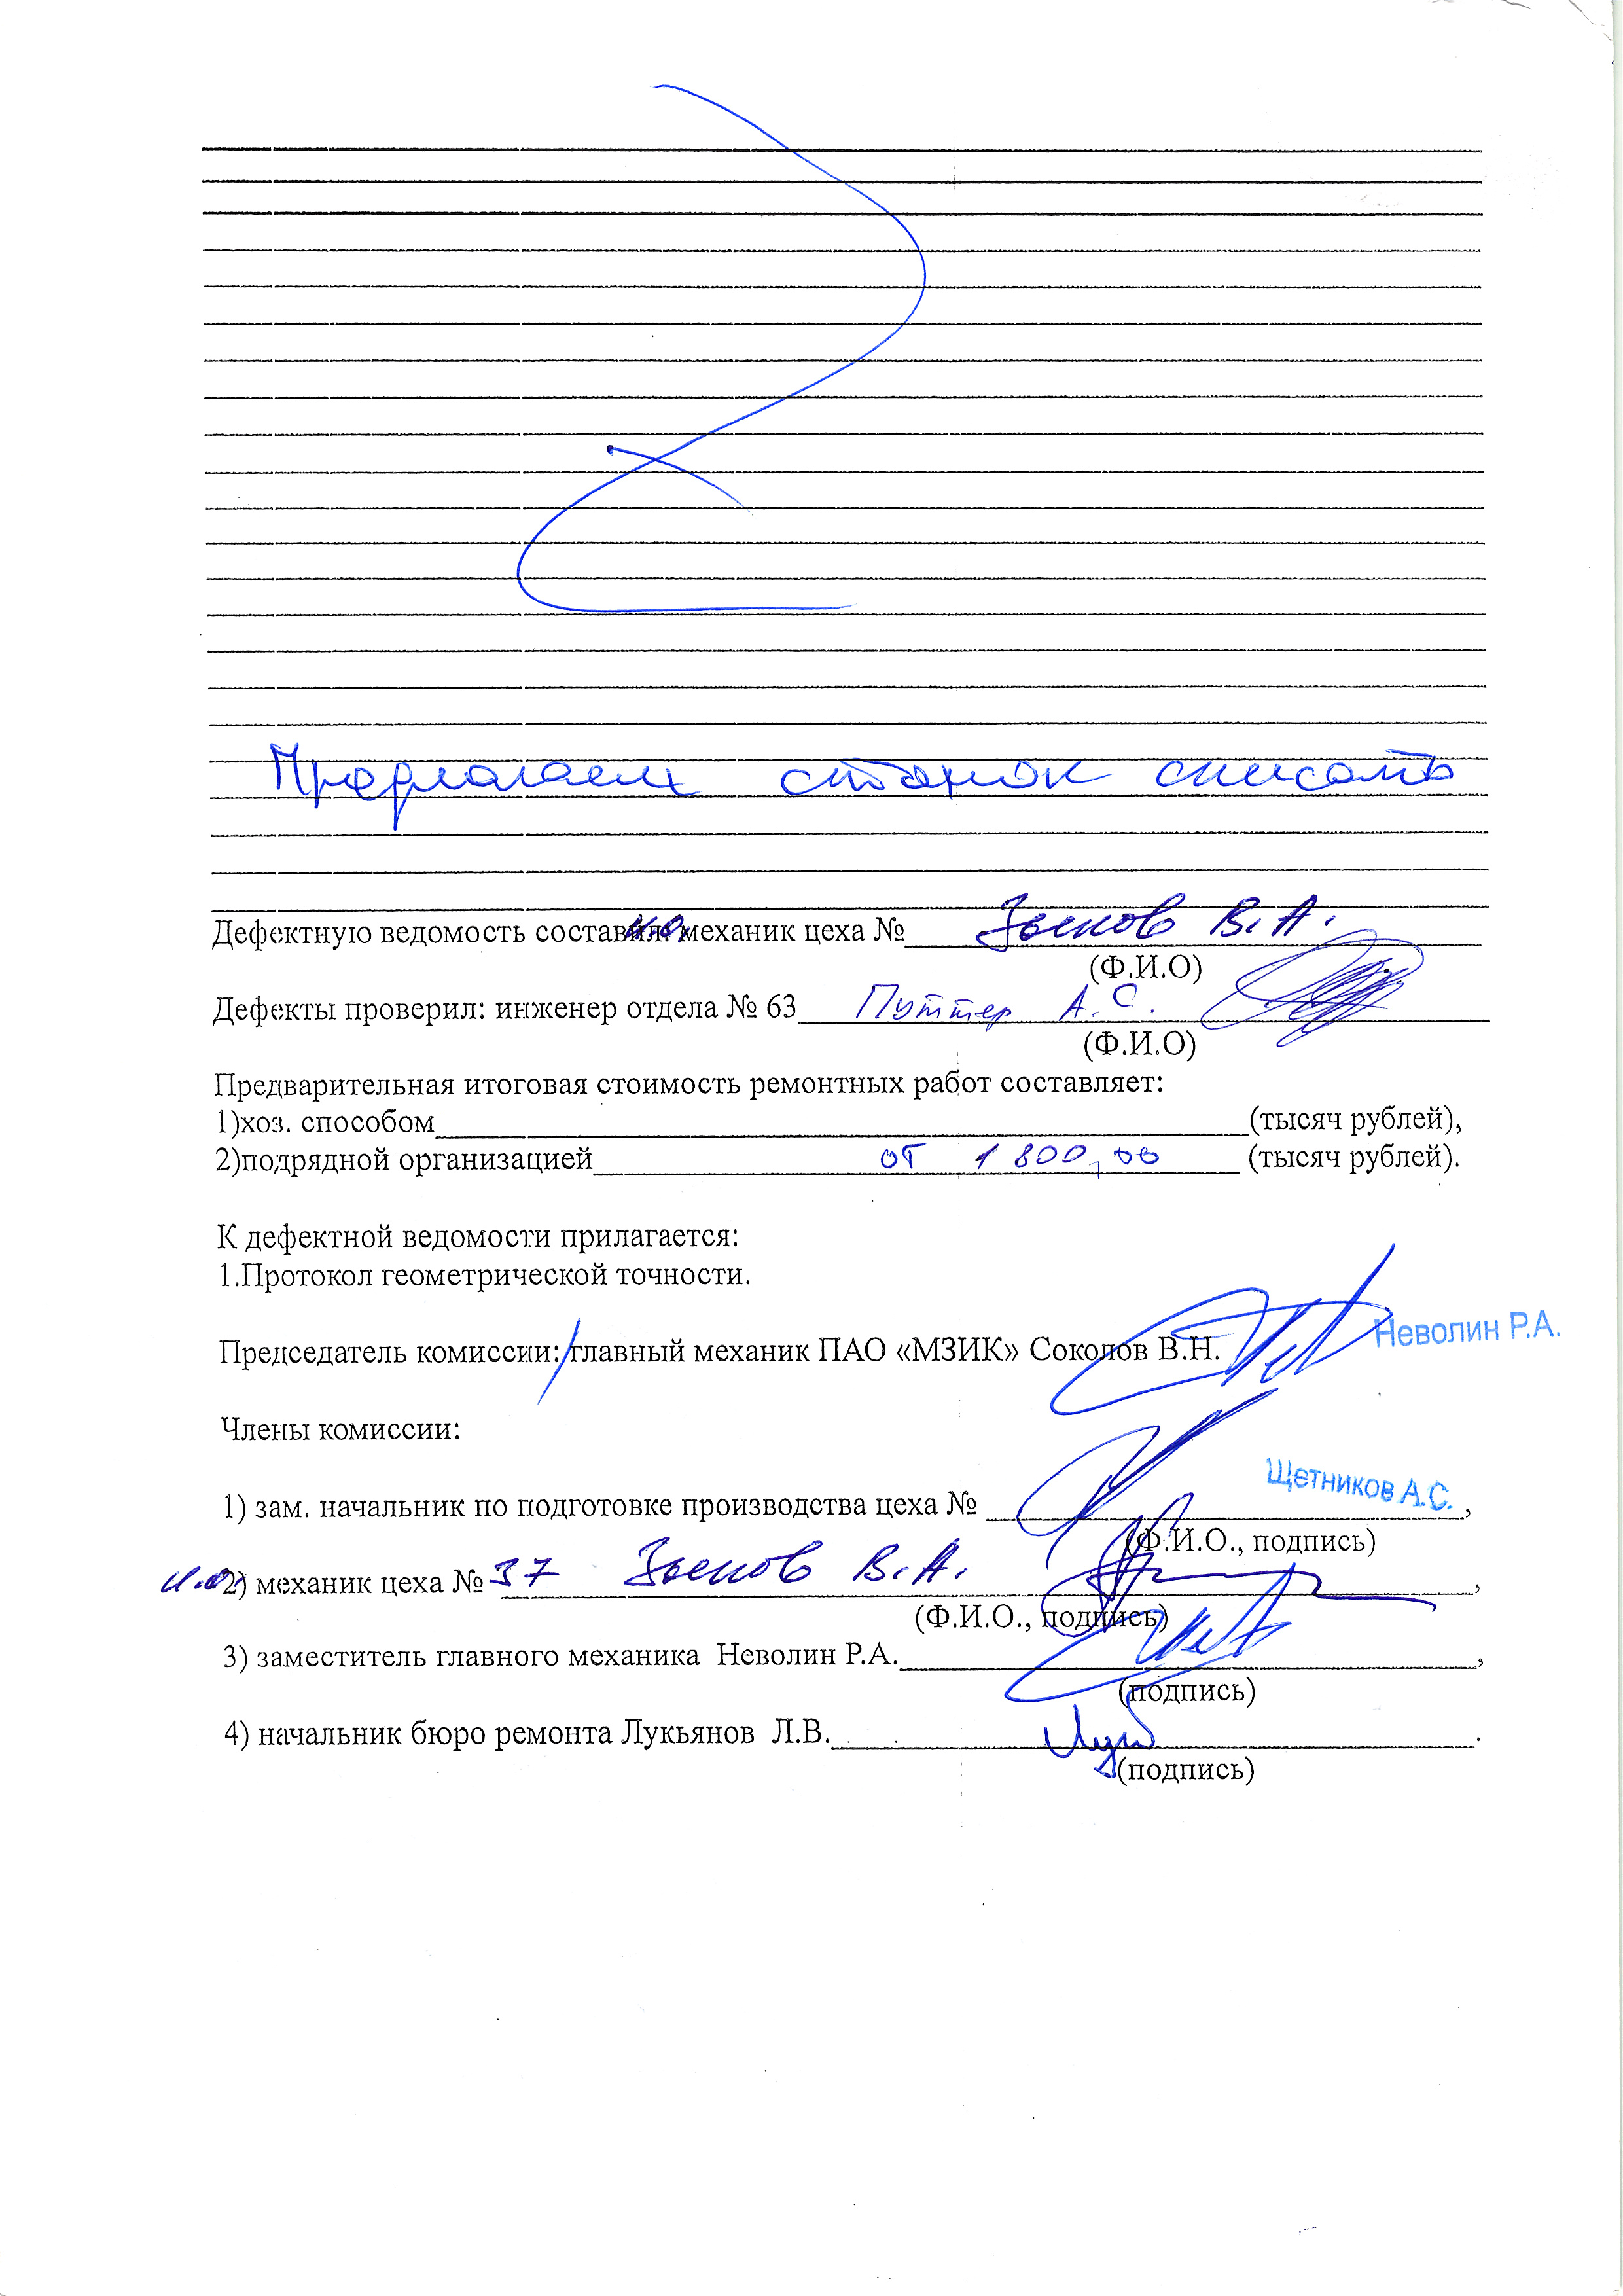 Предлагаем станок списать
Дефектную ведомость составил: и.о. механик цеха № В.А.
(Ф.И.О)
Дефекты проверил: инженер отдела № 63 Путтер А.С.
(Ф.И.О)
Предварительная итоговая стоимость ремонтных работ составляет:
1)хоз. способом (тысяч рублей),
2)подрядной организацией от 1 800,00 (тысяч рублей).
К дефектной ведомости прилагается:
1.Протокол геометрической точности.
Председатель комиссии: / главный механик ПАО «МЗИК» Соколов В.Н. Неволин Р.А.
Члены комиссии:
1) зам. начальник по подготовке производства цеха № Щетников А.С. ,
(Ф.И.О., подпись)
и.о. 2) механик цеха № 37 В.А. ,
(Ф.И.О., подпись)
3) заместитель главного механика Неволин Р.А. ,
(подпись)
4) начальник бюро ремонта Лукьянов Л.В. .
(подпись)